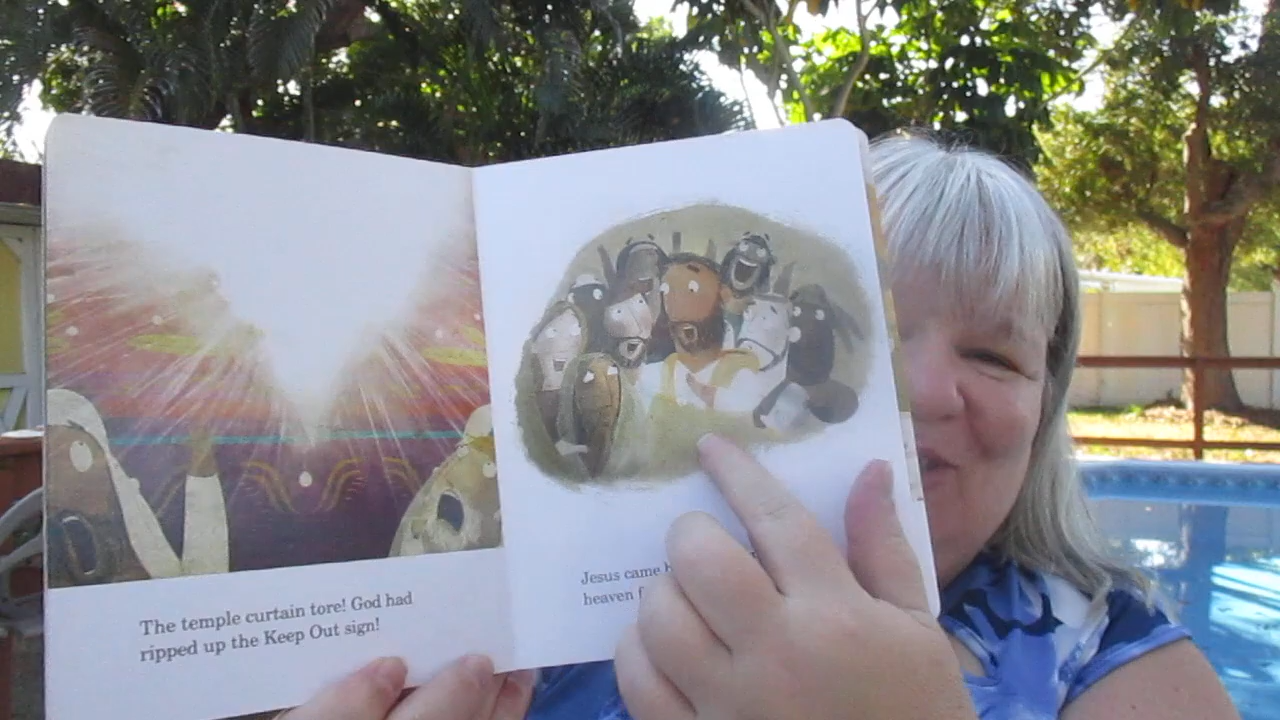 The temple curtain tore! God had
ripped up the Keep Out sign!
Jesus came
heaven